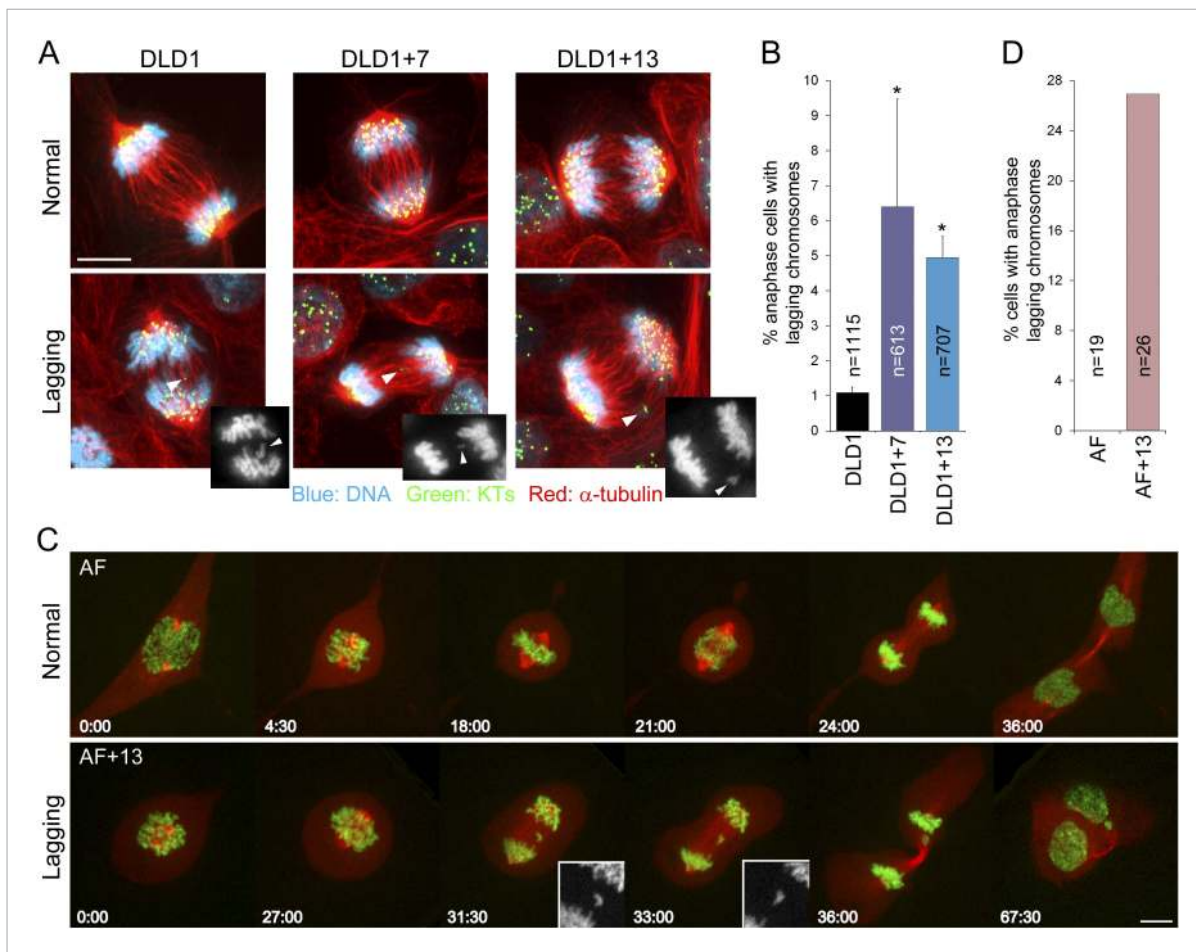 A
DLD1
DLD1+7
DLD1+13
Normal
Lagging
Blue: DNA Green: KTs Red: α-tubulin
B
% anaphase cells with
lagging chromosomes
10
9
8
7
6
5
4
3
2
1
0
*
*
n=1115
n=613
n=707
DLD1
DLD1+7
DLD1+13
D
% cells with anaphase
lagging chromosomes
28
24
20
16
12
8
4
0
n=19
n=26
AF
AF+13
C
Normal
AF
0:00
4:30
18:00
21:00
24:00
36:00
Lagging
AF+13
0:00
27:00
31:30
33:00
36:00
67:30